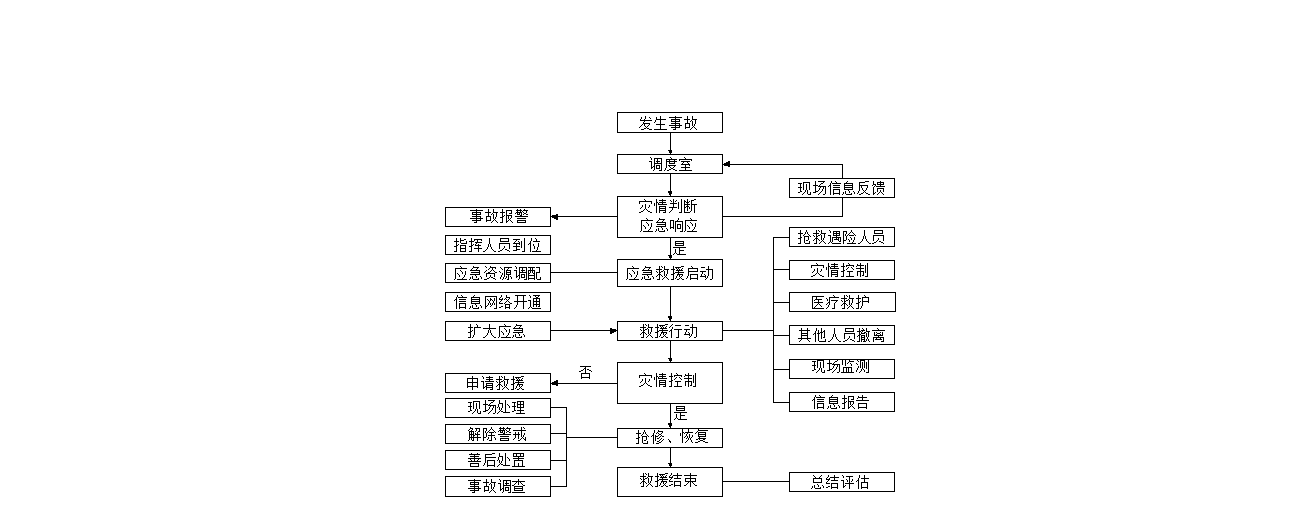 发生事故
调度室
现场信息反馈
灾情判断
应急响应
事故报警
是
抢救遇险人员
指挥人员到位
应急资源调配
应急救援启动
灾情控制
信息网络开通
医疗救护
扩大应急
救援行动
其他人员撤离
现场监测
否
申请救援
灾情控制
信息报告
现场处理
是
解除警戒
抢修、恢复
善后处置
事故调查
救援结束
总结评估